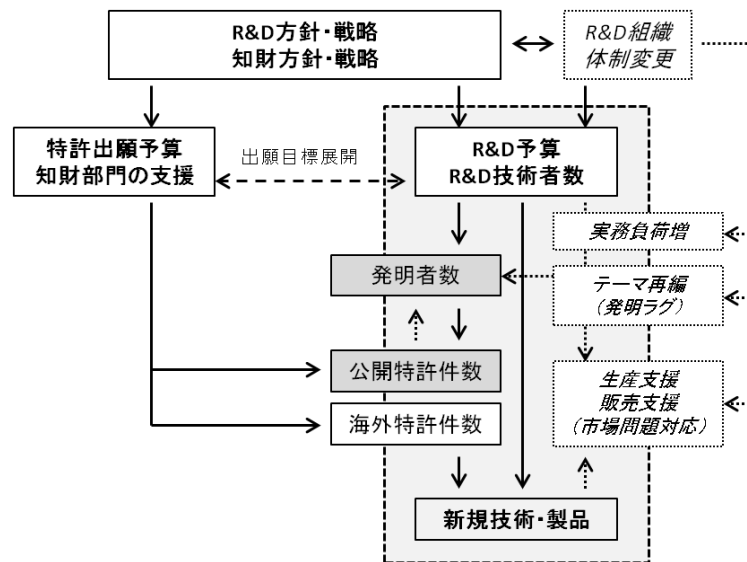 R&D方針・戦略
知財方針・戦略
R&D組織
体制変更
特許出願予算
知財部門の支援
出願目標展開
R&D予算
R&D技術者数
実務負荷増
発明者数
テーマ再編
(発明ラグ)
公開特許件数
海外特許件数
生産支援
販売支援
(市場問題対応)
新規技術・製品